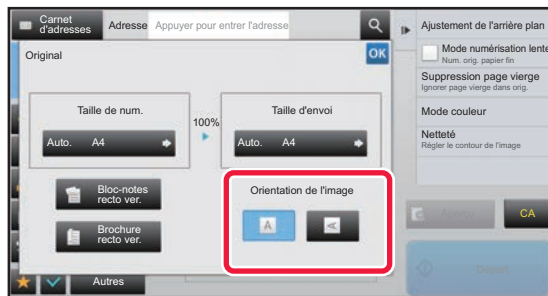 Carnet
d'adresses
Adresse
Appuyer pour entrer l'adresse
Original
OK
Taille de num.
100%
Taille d'envoi
Auto. A4
Auto. A4
Bloc-notes
recto ver.
Brochure
recto ver.
Orientation de l'image
A
A
Autres
Ajustement de l'arrière plan
Mode numérisation lente
Num. orig. papier fin
Suppression page vierge
Ignorer page vierge dans orig.
Mode couleur
Netteté
Régler le contour de l'image
Aperçu
CA
Départ